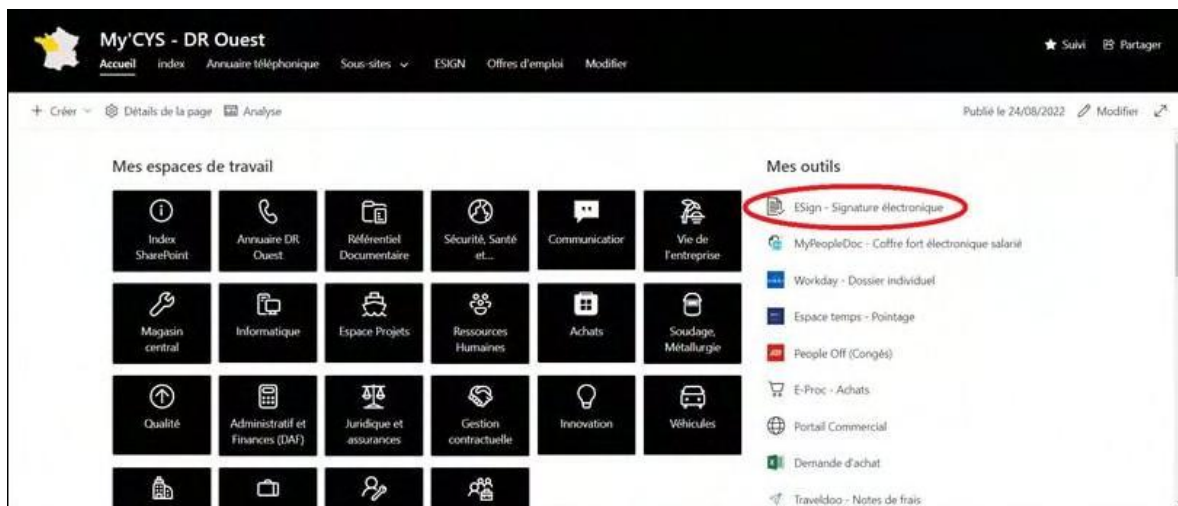 My'CYS - DR Ouest
Accueil index Annuaire téléphonique Sous-sites ESIGN Offres d'emploi Modifier
Suivi Partager
+ Créer Détails de la page Analyse
Publié le 24/08/2022 Modifier
Mes espaces de travail
Index
SharePoint
Annuaire DR
Ouest
Référentiel
Documentaire
Sécurité, Santé
et...
Communication
Vie de
l'entreprise
Magasin
central
Informatique
Espace Projets
Ressources
Humaines
Achats
Soudage,
Métallurgie
Qualité
Administratif et
Finances (DAF)
Juridique et
assurances
Gestion
contractuelle
Innovation
Véhicules
Mes outils
ESign - Signature électronique
MyPeopleDoc - Coffre fort électronique salarié
Workday - Dossier individuel
Espace temps - Pointage
People Off (Congés)
E-Proc - Achats
Portail Commercial
Demande d'achat
Traveldoo - Notes de frais